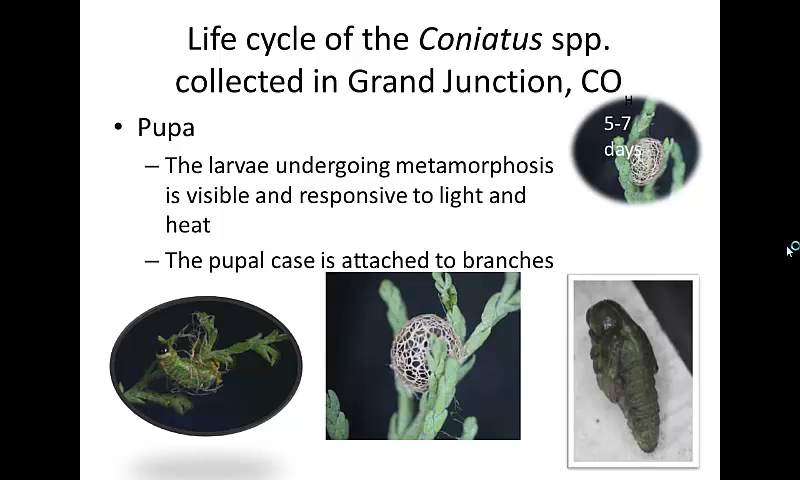 Life cycle of the Coniatus spp.
collected in Grand Junction, CO
H
5-7
days
• Pupa
– The larvae undergoing metamorphosis
is visible and responsive to light and
heat
– The pupal case is attached to branches